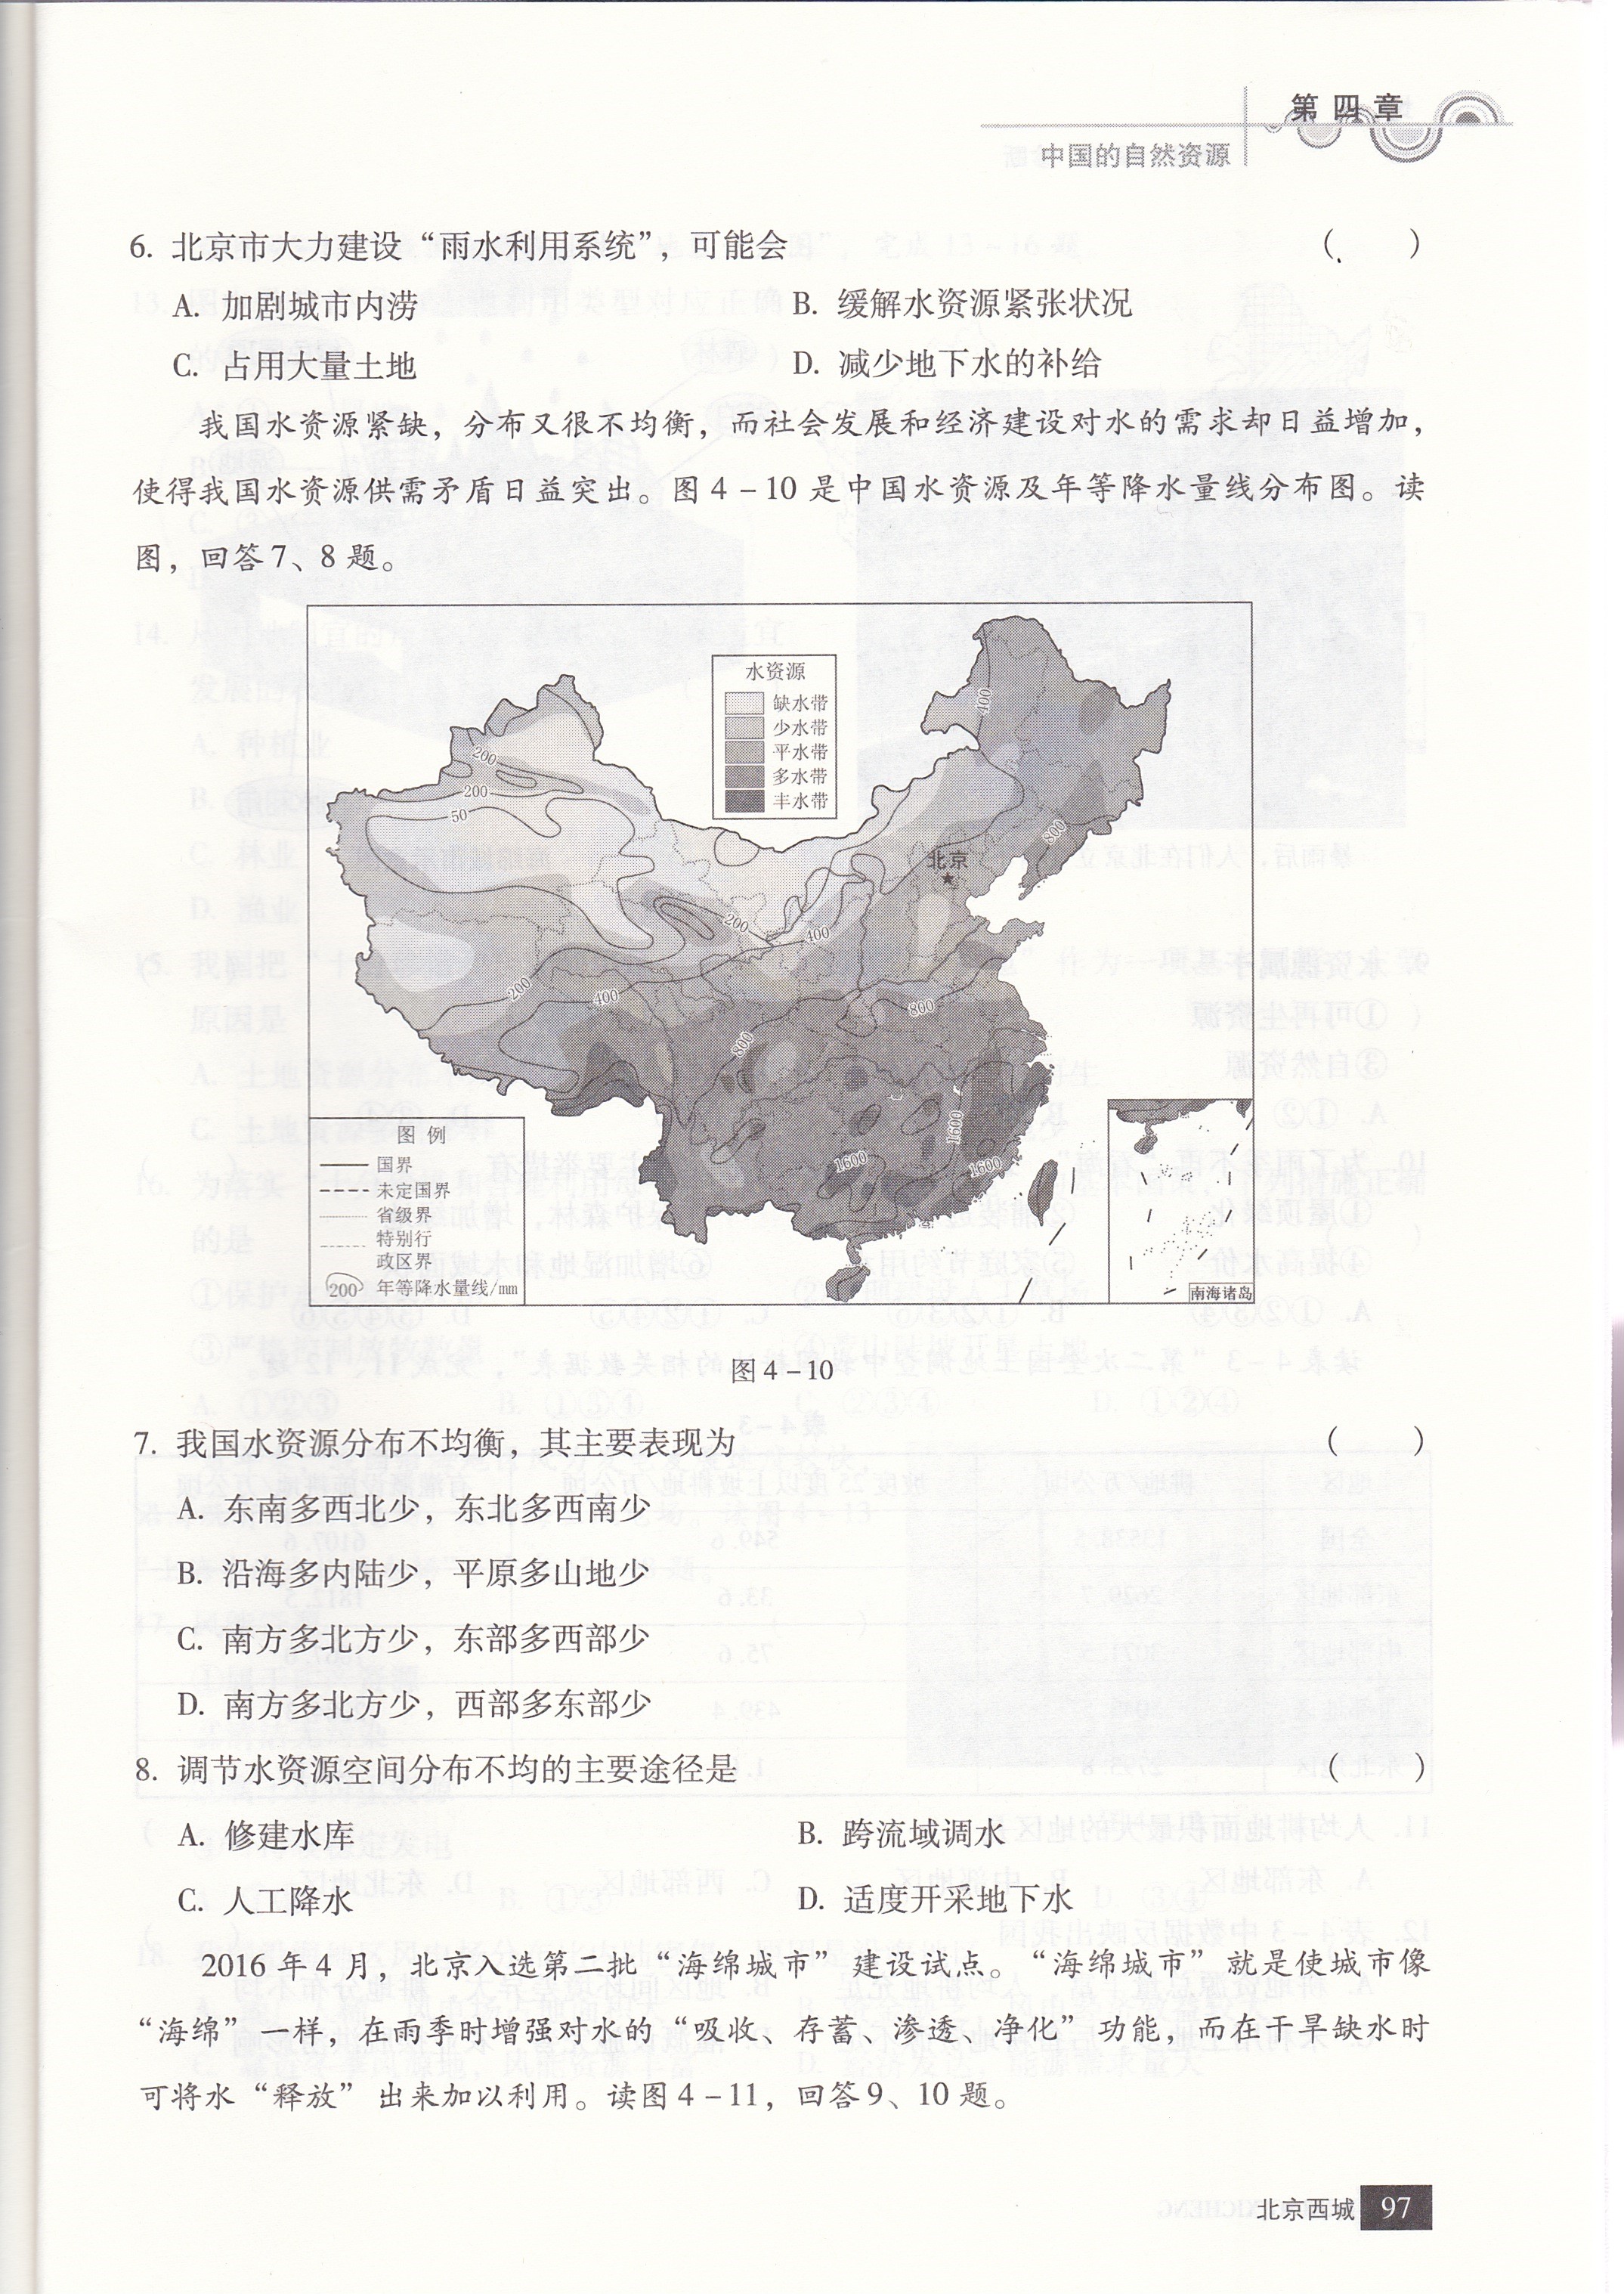 第四章
中国的自然资源
6. 北京市大力建设“雨水利用系统”，可能会 （ ）
A. 加剧城市内涝 B. 缓解水资源紧张状况
C. 占用大量土地 D. 减少地下水的补给
我国水资源紧缺，分布又很不均衡，而社会发展和经济建设对水的需求却日益增加，
使得我国水资源供需矛盾日益突出。图 4－10 是中国水资源及年等降水量线分布图。读
图，回答 7、8 题。
水资源
缺水带
少水带
平水带
多水带
丰水带
400
200
200
50
800
北京
200
400
200
400
800
800
1600
1600
1600
图 例
国界
未定国界
省级界
特别行
政区界
200 年等降水量线/mm
南海诸岛
图 4－10
7. 我国水资源分布不均衡，其主要表现为 （ ）
A. 东南多西北少，东北多西南少
B. 沿海多内陆少，平原多山地少
C. 南方多北方少，东部多西部少
D. 南方多北方少，西部多东部少
8. 调节水资源空间分布不均的主要途径是 （ ）
A. 修建水库 B. 跨流域调水
C. 人工降水 D. 适度开采地下水
2016 年 4 月，北京入选第二批“海绵城市”建设试点。“海绵城市”就是使城市像
“海绵”一样，在雨季时增强对水的“吸收、存蓄、渗透、净化”功能，而在干旱缺水时
可将水“释放”出来加以利用。读图 4－11，回答 9、10 题。
北京西城 97